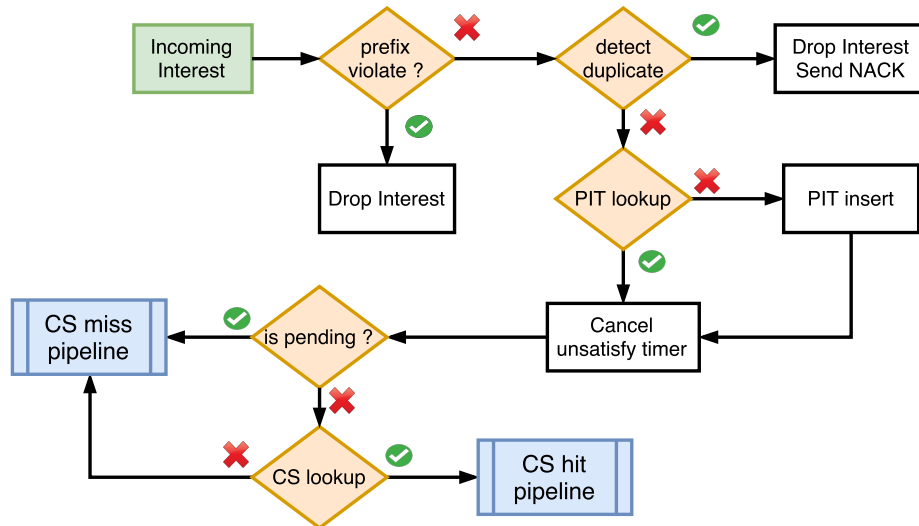 Incoming
Interest
prefix
violate ?
detect
duplicate
Drop Interest
Send NACK
Drop Interest
PIT lookup
PIT insert
CS miss
pipeline
is pending ?
Cancel
unsatisfy timer
CS lookup
CS hit
pipeline